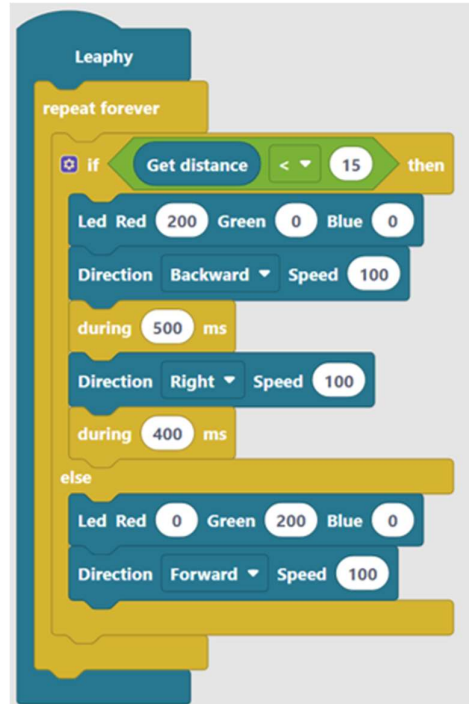 Leaphy
repeat forever
if Get distance < 15 then
Led Red 200 Green 0 Blue 0
Direction Backward Speed 100
during 500 ms
Direction Right Speed 100
during 400 ms
else
Led Red 0 Green 200 Blue 0
Direction Forward Speed 100